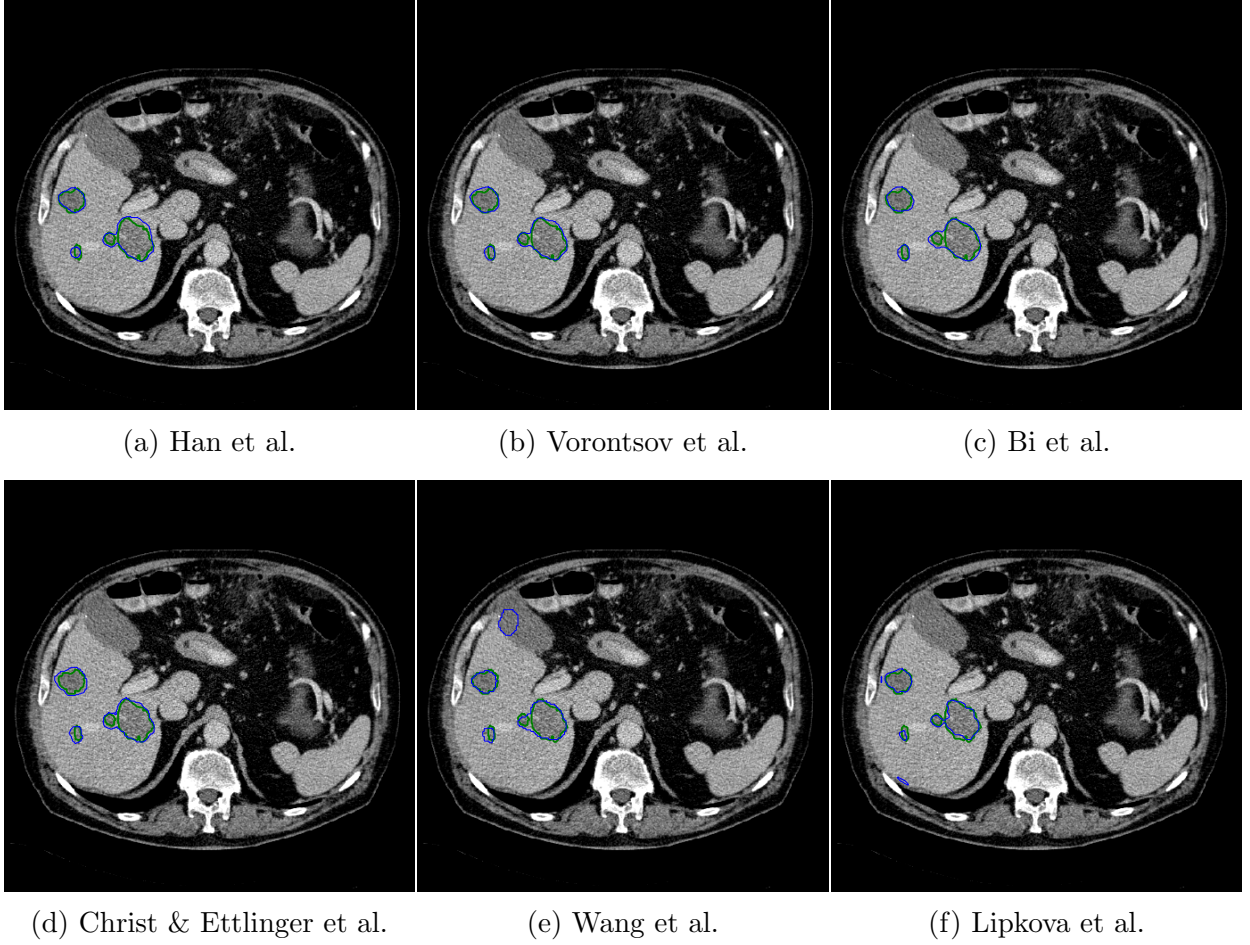 (a) Han et al.
(b) Vorontsov et al.
(c) Bi et al.
(d) Christ & Ettlinger et al.
(e) Wang et al.
(f) Lipkova et al.